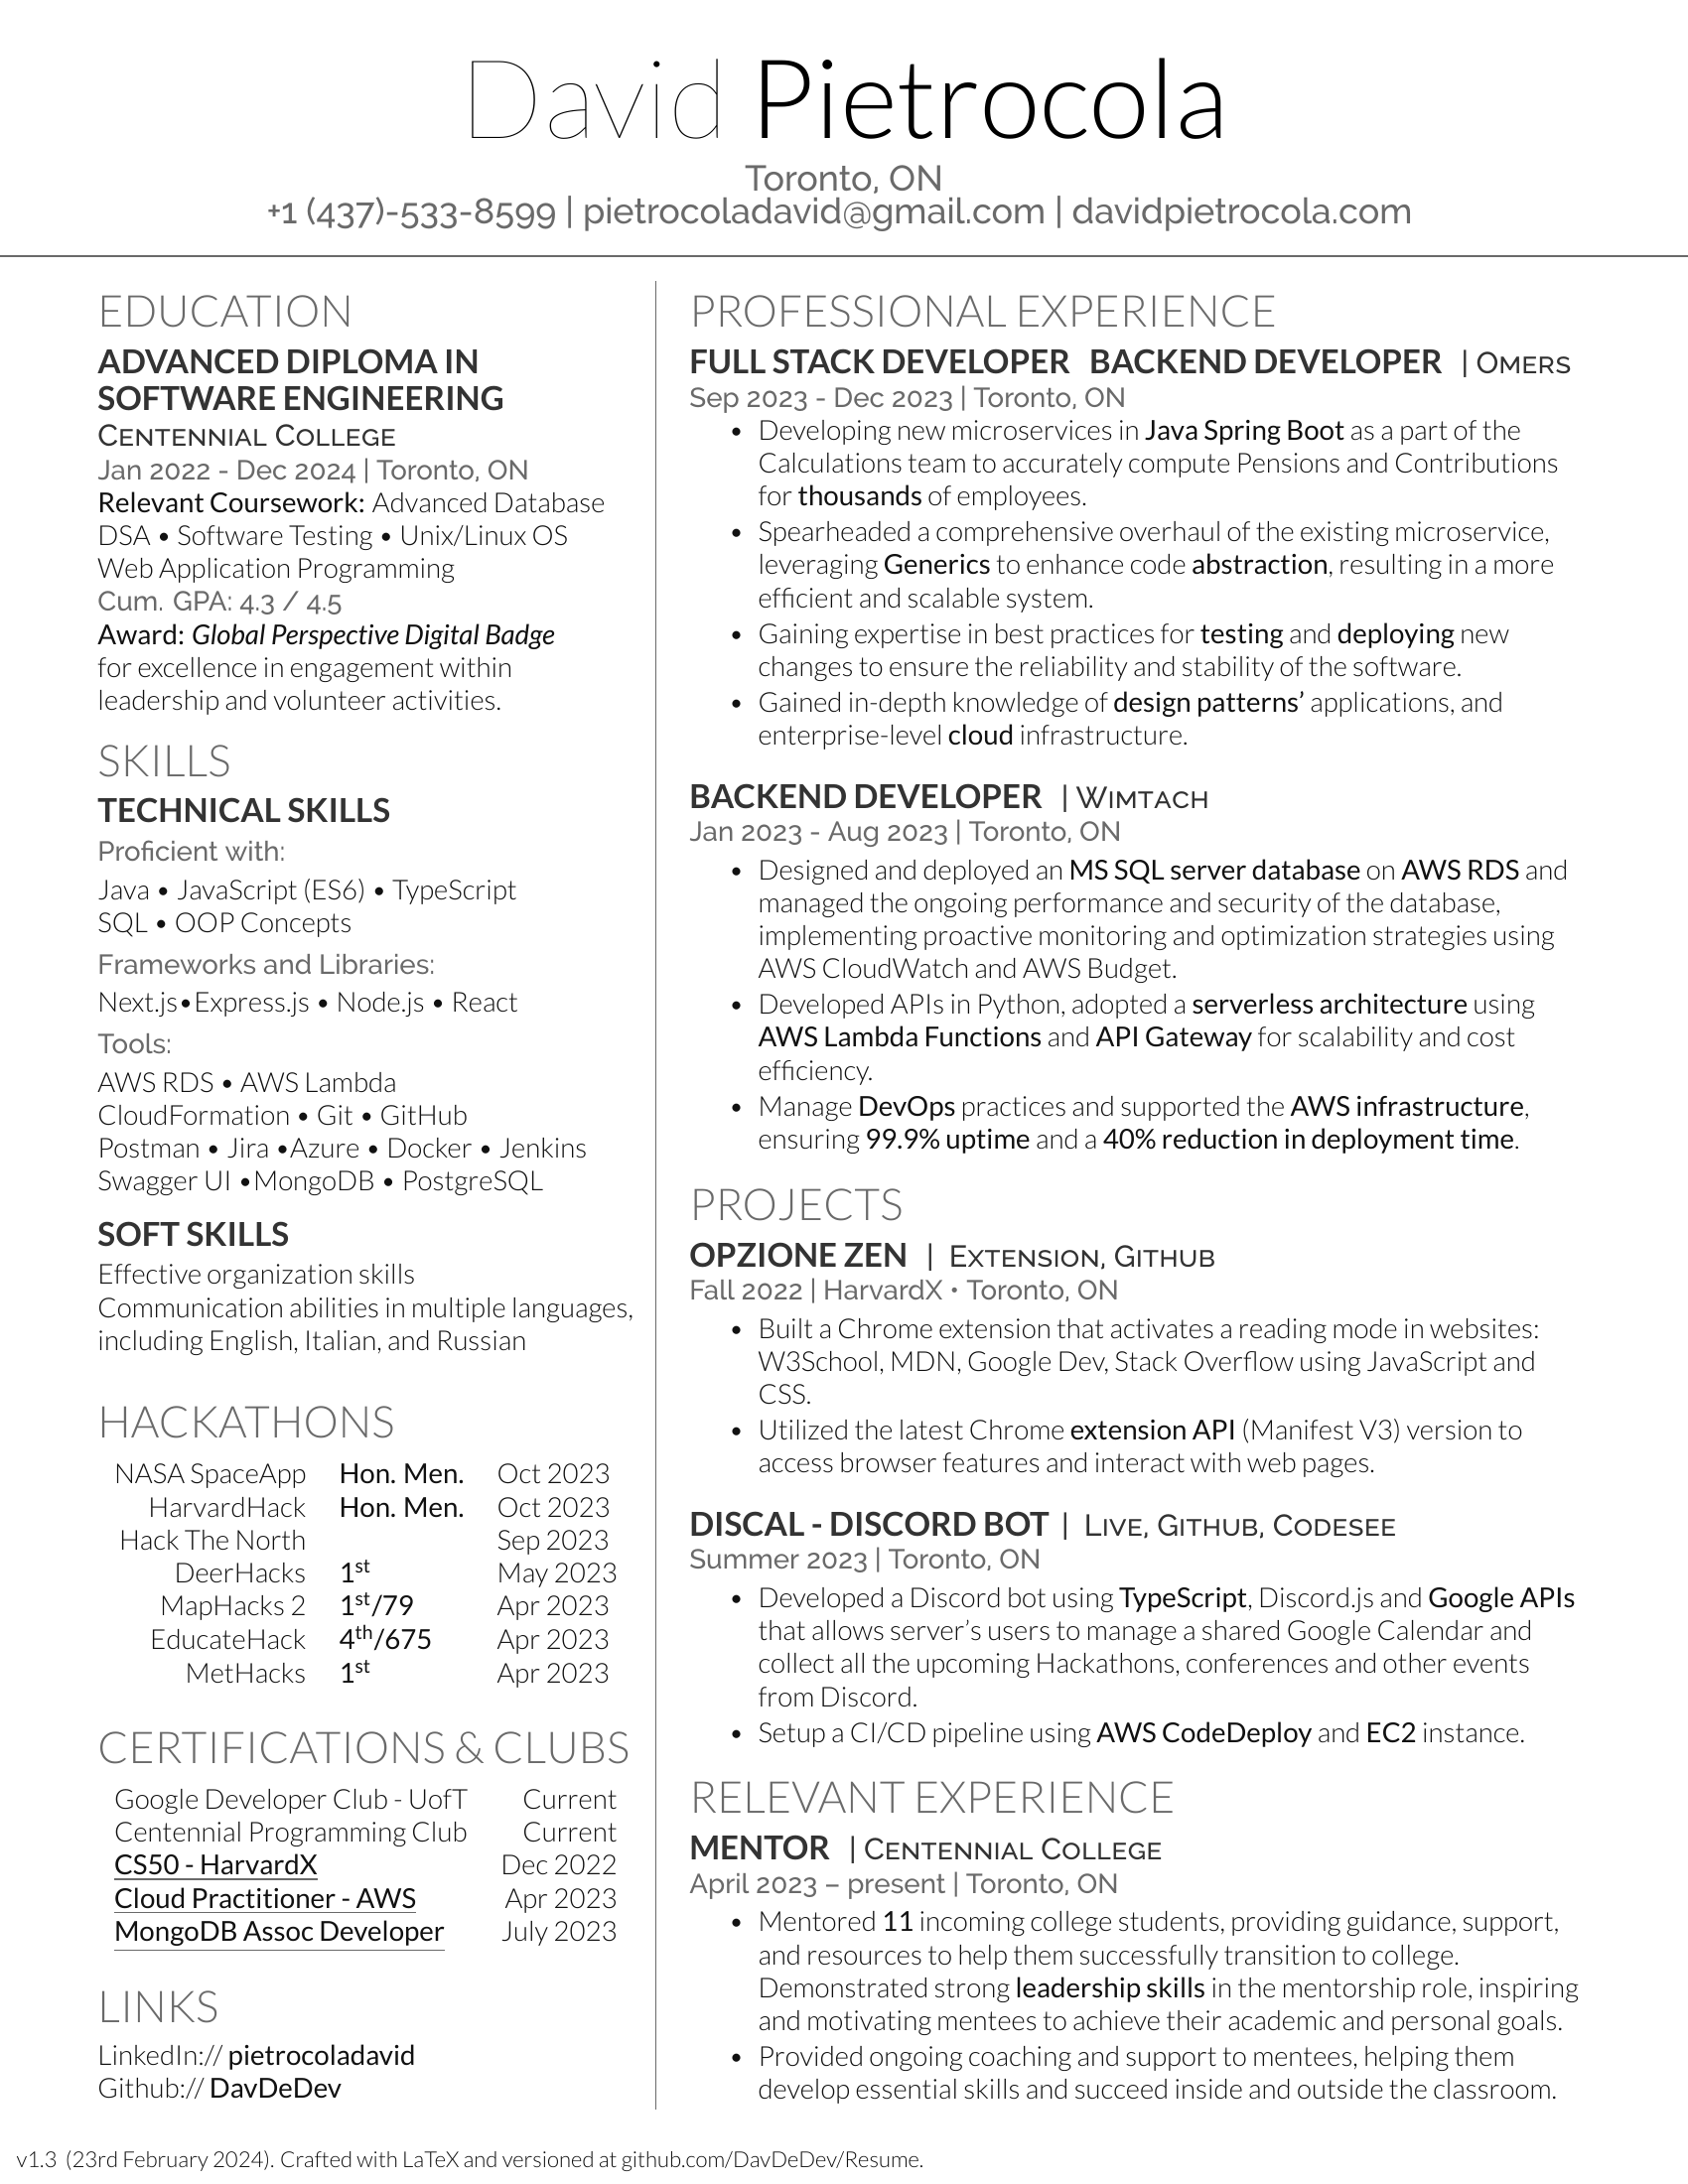 David Pietrocola
Toronto, ON
+1 (437)-533-8599 | pietrocoladavid@gmail.com | davidpietrocola.com
EDUCATION
ADVANCED DIPLOMA IN
SOFTWARE ENGINEERING
CENTENNIAL COLLEGE
Jan 2022 - Dec 2024 | Toronto, ON
Relevant Coursework: Advanced Database
DSA • Software Testing • Unix/Linux OS
Web Application Programming
Cum. GPA: 4.3 / 4.5
Award: Global Perspective Digital Badge
for excellence in engagement within
leadership and volunteer activities.
SKILLS
TECHNICAL SKILLS
Proficient with:
Java • JavaScript (ES6) • TypeScript
SQL • OOP Concepts
Frameworks and Libraries:
Next.js•Express.js • Node.js • React
Tools:
AWS RDS • AWS Lambda
CloudFormation • Git • GitHub
Postman • Jira •Azure • Docker • Jenkins
Swagger UI •MongoDB • PostgreSQL
SOFT SKILLS
Effective organization skills
Communication abilities in multiple languages,
including English, Italian, and Russian
HACKATHONS
NASA SpaceApp Hon. Men. Oct 2023
HarvardHack Hon. Men. Oct 2023
Hack The North Sep 2023
DeerHacks 1st May 2023
MapHacks 2 1st/79 Apr 2023
EducateHack 4th/675 Apr 2023
MetHacks 1st Apr 2023
CERTIFICATIONS & CLUBS
Google Developer Club - UofT Current
Centennial Programming Club Current
CS50 - HarvardX Dec 2022
Cloud Practitioner - AWS Apr 2023
MongoDB Assoc Developer July 2023
LINKS
LinkedIn:// pietrocoladavid
Github:// DavDeDev
PROFESSIONAL EXPERIENCE
FULL STACK DEVELOPER BACKEND DEVELOPER | OMERS
Sep 2023 - Dec 2023 | Toronto, ON
• Developing new microservices in Java Spring Boot as a part of the
Calculations team to accurately compute Pensions and Contributions
for thousands of employees.
• Spearheaded a comprehensive overhaul of the existing microservice,
leveraging Generics to enhance code abstraction, resulting in a more
efficient and scalable system.
• Gaining expertise in best practices for testing and deploying new
changes to ensure the reliability and stability of the software.
• Gained in-depth knowledge of design patterns’ applications, and
enterprise-level cloud infrastructure.
BACKEND DEVELOPER | WIMTACH
Jan 2023 - Aug 2023 | Toronto, ON
• Designed and deployed an MS SQL server database on AWS RDS and
managed the ongoing performance and security of the database,
implementing proactive monitoring and optimization strategies using
AWS CloudWatch and AWS Budget.
• Developed APIs in Python, adopted a serverless architecture using
AWS Lambda Functions and API Gateway for scalability and cost
efficiency.
• Manage DevOps practices and supported the AWS infrastructure,
ensuring 99.9% uptime and a 40% reduction in deployment time.
PROJECTS
OPZIONE ZEN | EXTENSION, GITHUB
Fall 2022 | HarvardX • Toronto, ON
• Built a Chrome extension that activates a reading mode in websites:
W3School, MDN, Google Dev, Stack Overflow using JavaScript and
CSS.
• Utilized the latest Chrome extension API (Manifest V3) version to
access browser features and interact with web pages.
DISCAL - DISCORD BOT | LIVE, GITHUB, CODESEE
Summer 2023 | Toronto, ON
• Developed a Discord bot using TypeScript, Discord.js and Google APIs
that allows server’s users to manage a shared Google Calendar and
collect all the upcoming Hackathons, conferences and other events
from Discord.
• Setup a CI/CD pipeline using AWS CodeDeploy and EC2 instance.
RELEVANT EXPERIENCE
MENTOR | CENTENNIAL COLLEGE
April 2023 – present | Toronto, ON
• Mentored 11 incoming college students, providing guidance, support,
and resources to help them successfully transition to college.
Demonstrated strong leadership skills in the mentorship role, inspiring
and motivating mentees to achieve their academic and personal goals.
• Provided ongoing coaching and support to mentees, helping them
develop essential skills and succeed inside and outside the classroom.
v1.3 (23rd February 2024). Crafted with LaTeX and versioned at github.com/DavDeDev/Resume.